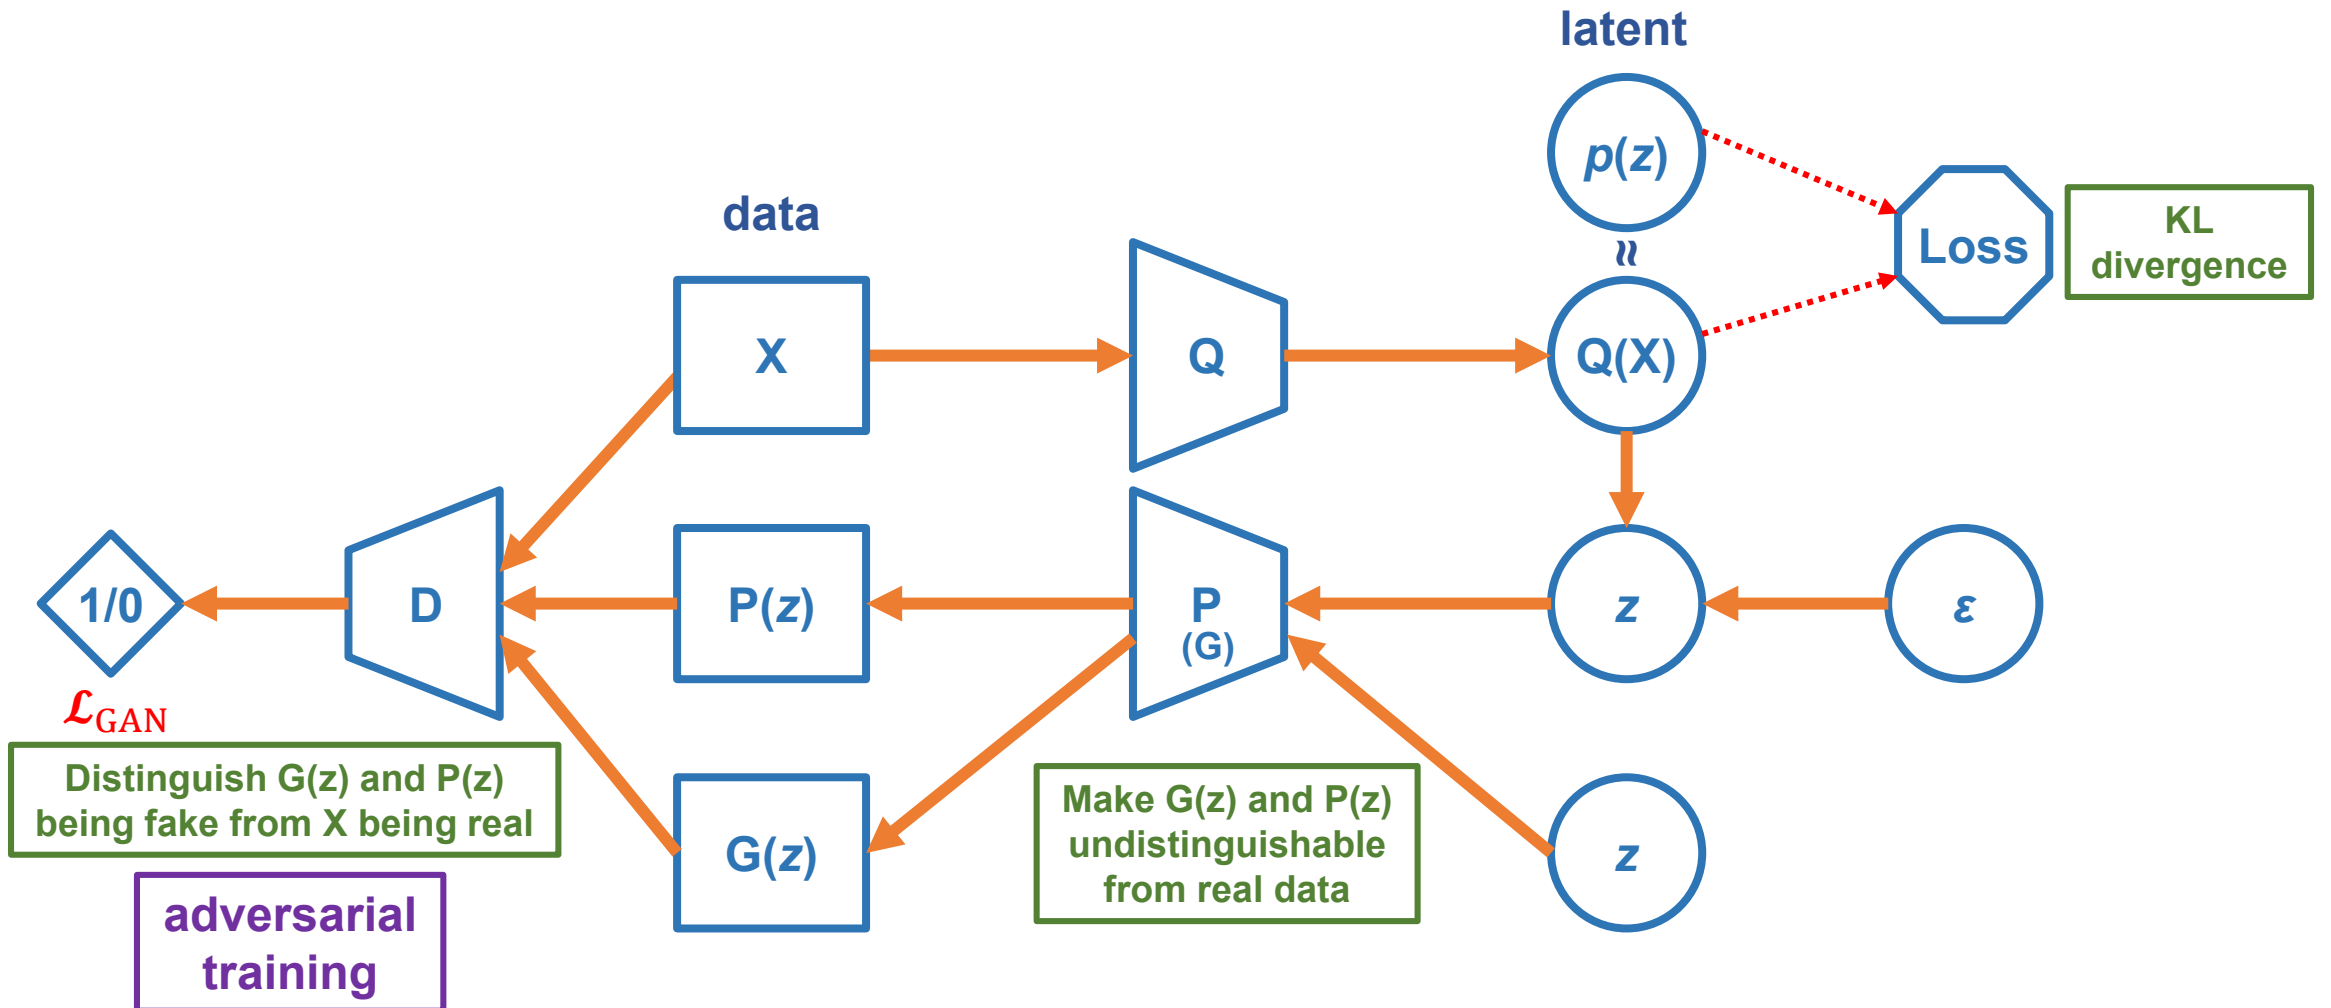 latent
p(z)
data
Loss
KL
divergence
≈
X
Q
Q(X)
1/0
D
P(z)
P
(G)
z
ε
ℒGAN
Distinguish G(z) and P(z)
being fake from X being real
Make G(z) and P(z)
undistinguishable
from real data
G(z)
z
adversarial
training